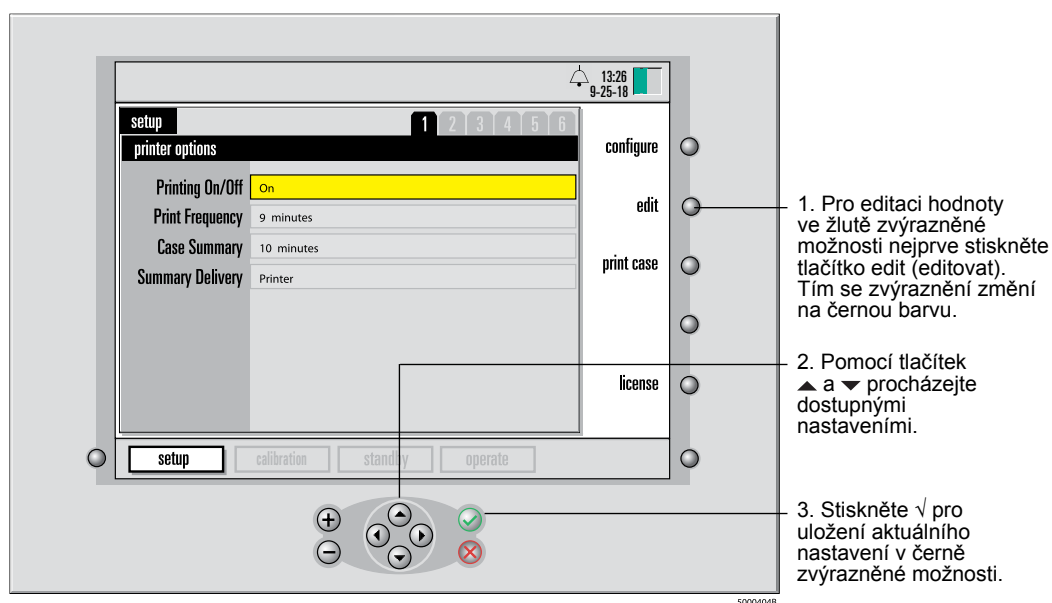 13:26
9-25-18
setup
1 2 3 4 5 6
printer options
Printing On/Off On
Print Frequency 9 minutes
Case Summary 10 minutes
Summary Delivery Printer
configure
edit
print case
license
setup calibration standby operate
1. Pro editaci hodnoty
ve žlutě zvýrazněné
možnosti nejprve stiskněte
tlačítko edit (editovat).
Tím se zvýraznění změní
na černou barvu.
2. Pomocí tlačítek
▲ a ▼ procházejte
dostupnými
nastaveními.
3. Stiskněte √ pro
uložení aktuálního
nastavení v černě
zvýrazněné možnosti.
5000404B